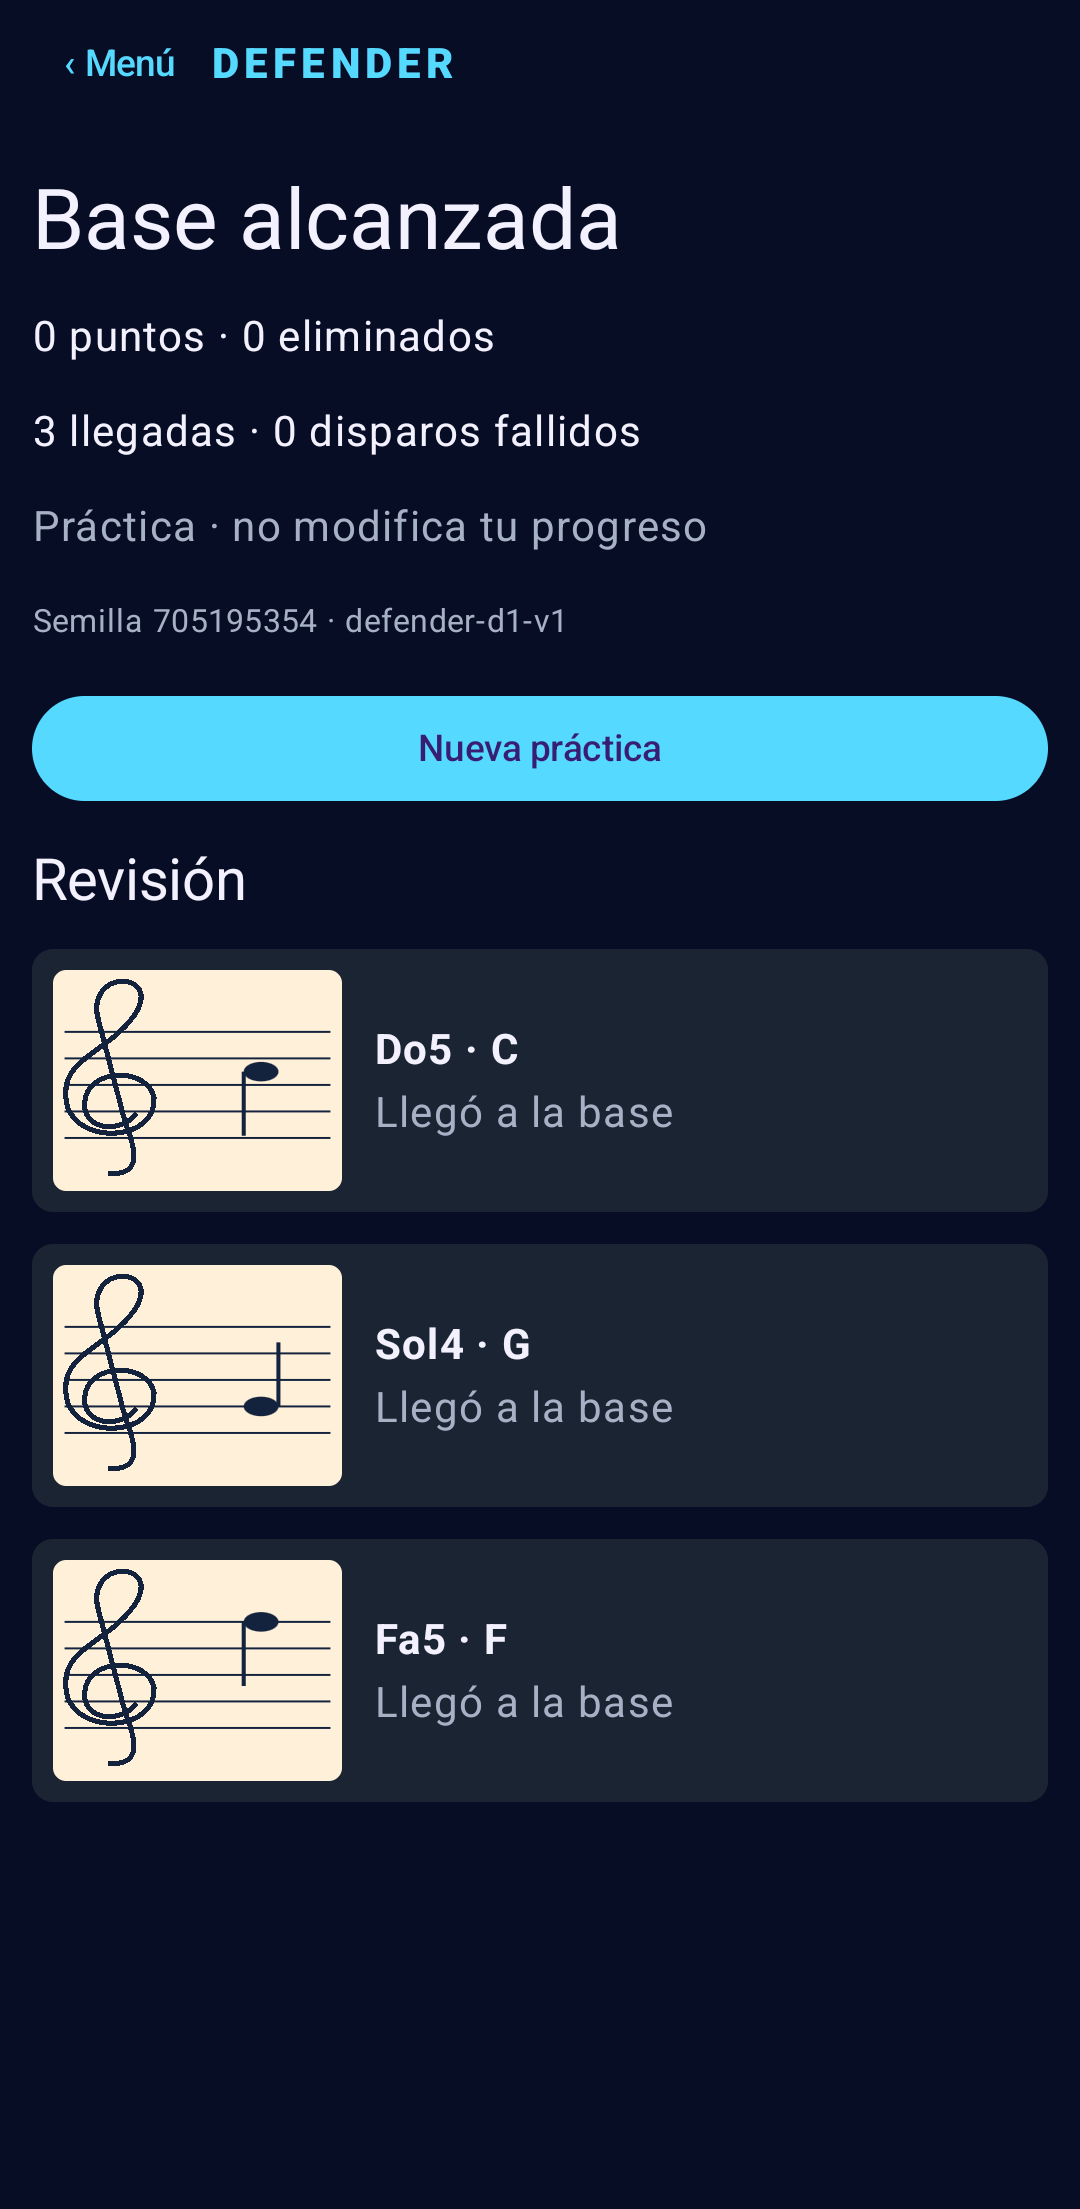 ‹ Menú DEFENDER
Base alcanzada
0 puntos · 0 eliminados
3 llegadas · 0 disparos fallidos
Práctica · no modifica tu progreso
Semilla 705195354 · defender-d1-v1
Nueva práctica
Revisión
Do5 · C
Llegó a la base
Sol4 · G
Llegó a la base
Fa5 · F
Llegó a la base